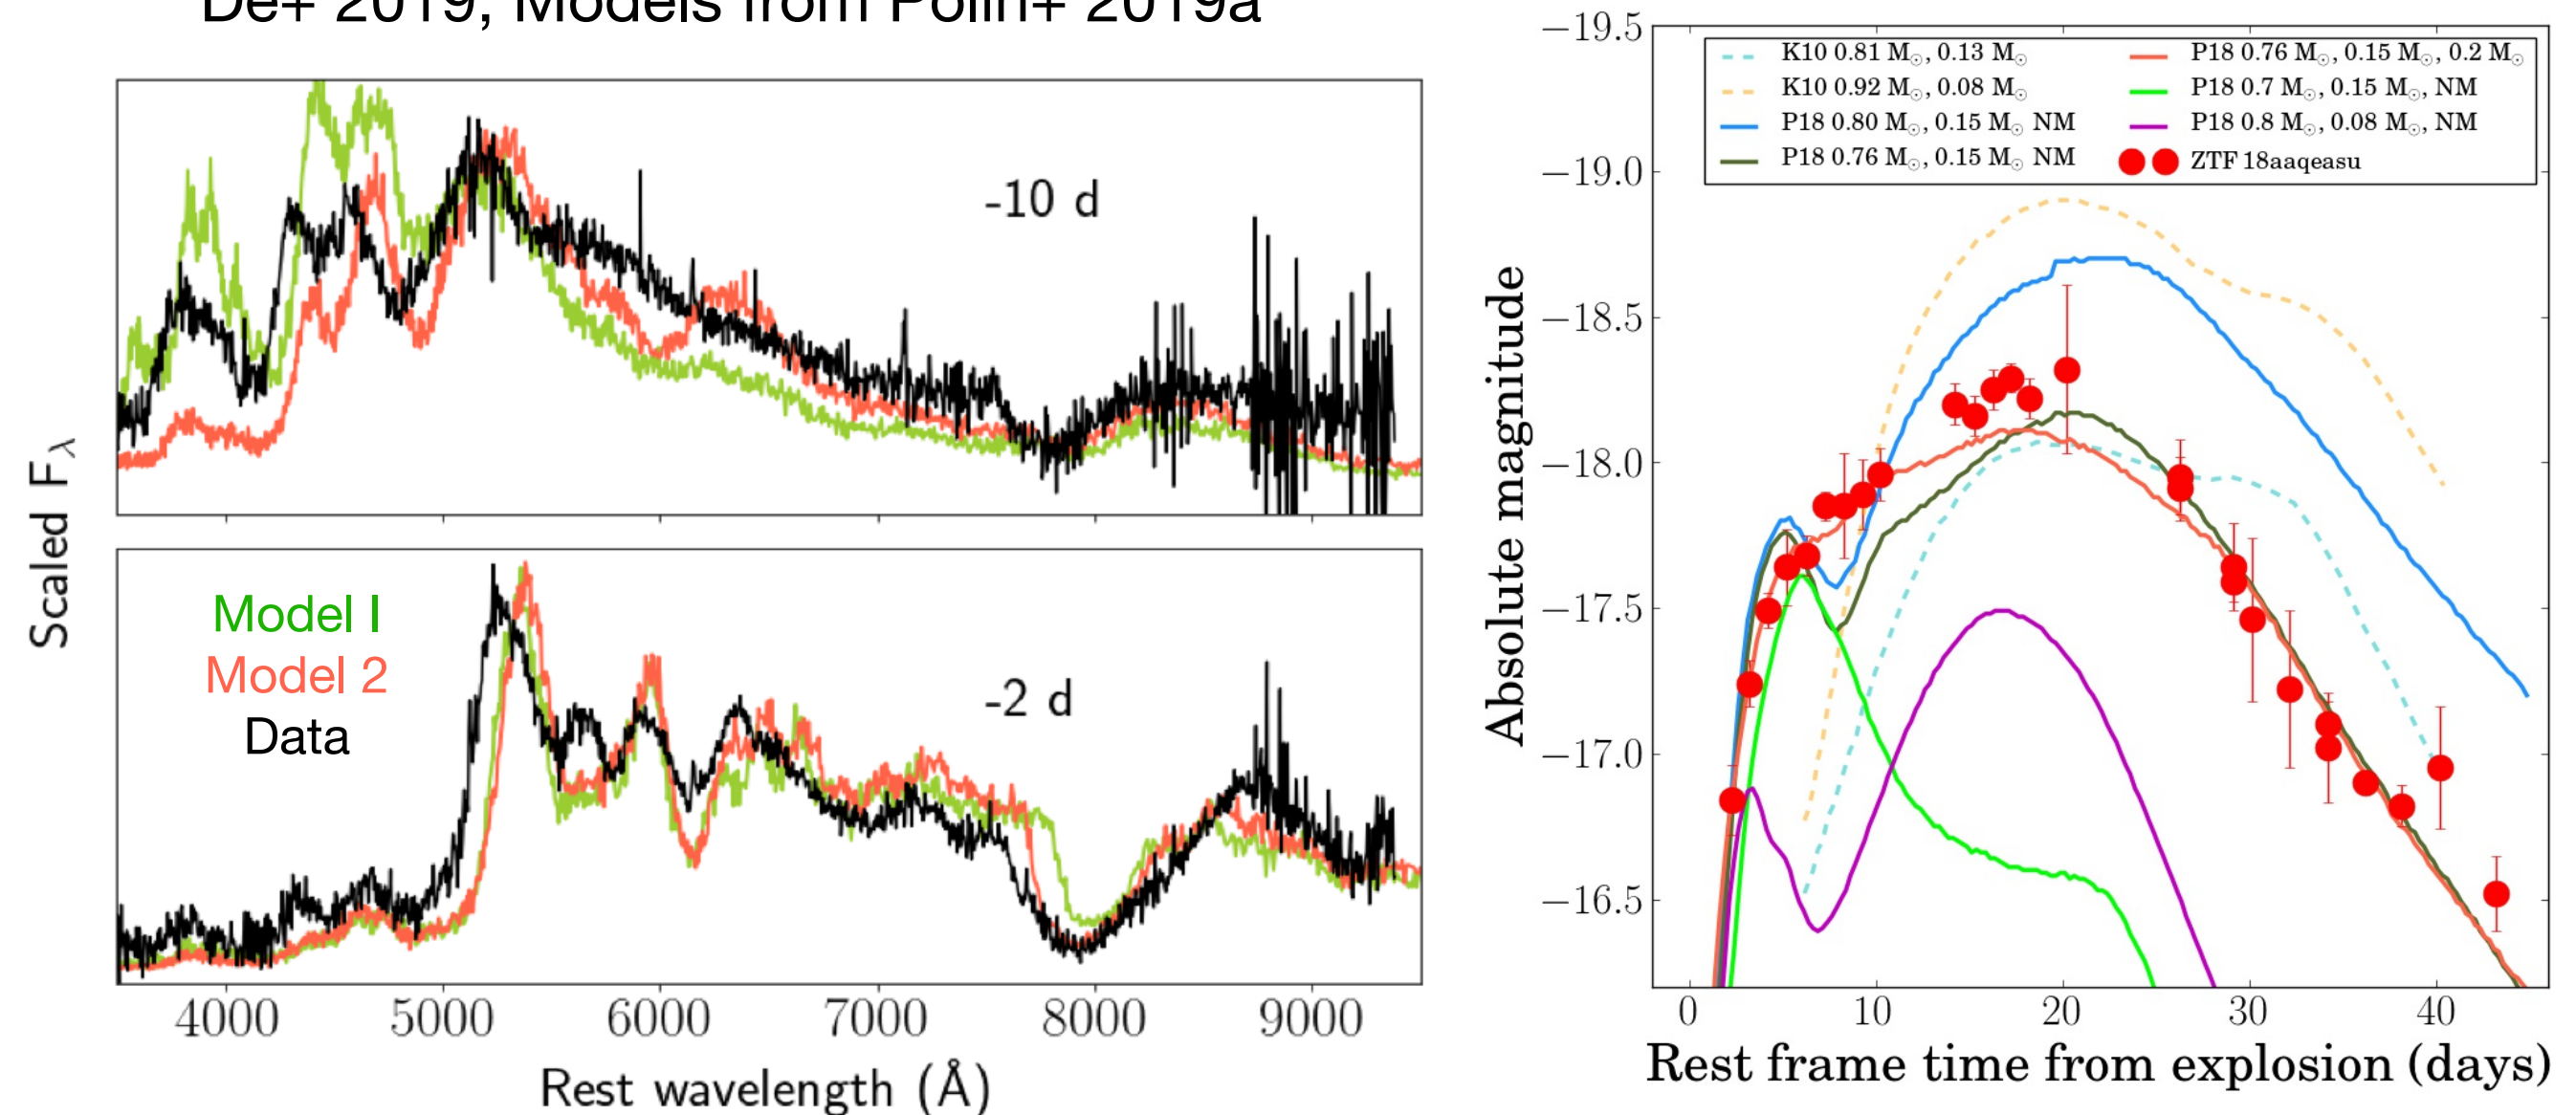 De+ 2019, Models from Polin+ 2019a
Scaled Fλ
-10 d
Model I
Model 2
Data
-2 d
4000 5000 6000 7000 8000 9000
Rest wavelength (Å)
Absolute magnitude
−19.5
−19.0
−18.5
−18.0
−17.5
−17.0
−16.5
K10 0.81 M☉, 0.13 M☉
K10 0.92 M☉, 0.08 M☉
P18 0.80 M☉, 0.15 M☉ NM
P18 0.76 M☉, 0.15 M☉ NM
P18 0.76 M☉, 0.15 M☉, 0.2 M☉
P18 0.7 M☉, 0.15 M☉, NM
P18 0.8 M☉, 0.08 M☉, NM
ZTF 18aaqeasu
0 10 20 30 40
Rest frame time from explosion (days)